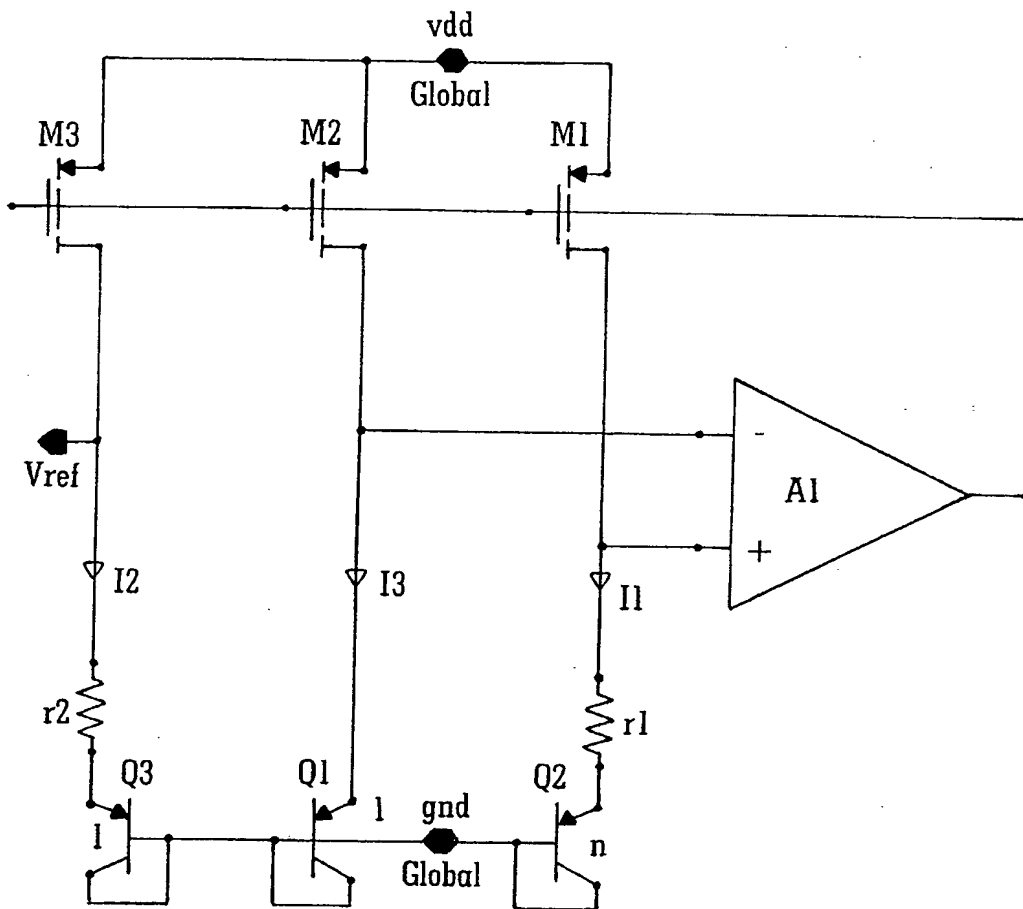 vdd
Global
M3
M2
M1
-
A1
+
Vref
I2
I3
I1
r2
r1
Q3
Q1
Q2
1
1
gnd
Global
n